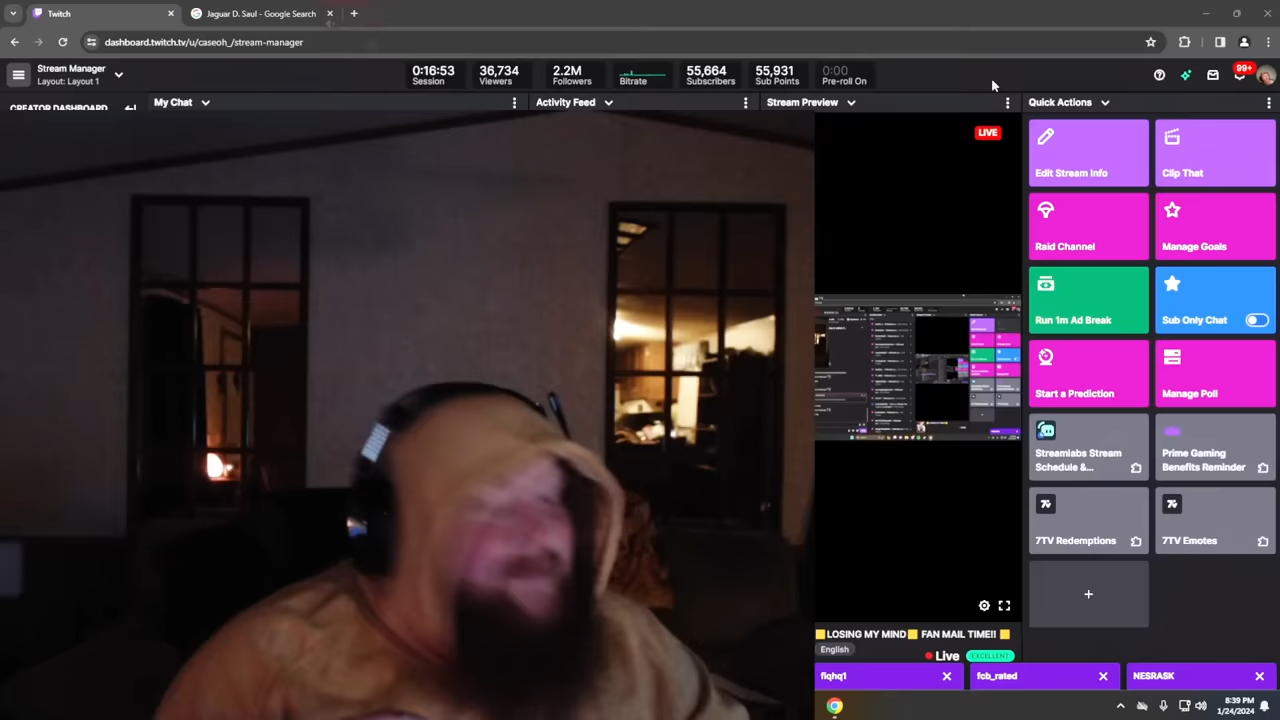 Twitch
Jaguar D. Saul - Google Search
dashboard.twitch.tv/u/caseoh_/stream-manager
Stream Manager
Layout: Layout 1
0:16:53
Session
36,734
Viewers
2.2M
Followers
Bitrate
55,664
Subscribers
55,931
Sub Points
0:00
Pre-roll On
99+
CREATOR DASHBOARD
My Chat
Activity Feed
Stream Preview
Quick Actions
LIVE
Edit Stream Info
Clip That
Raid Channel
Manage Goals
Run 1m Ad Break
Sub Only Chat
Start a Prediction
Manage Poll
Streamlabs Stream
Schedule &...
Prime Gaming
Benefits Reminder
7TV Redemptions
7TV Emotes
LOSING MY MIND FAN MAIL TIME!!
English
Live
EXCELLENT
flqhq1
fcb_rated
NESRASK
8:39 PM
1/24/2024